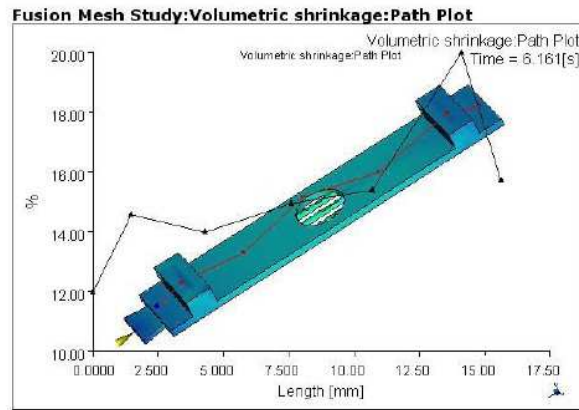 Fusion Mesh Study:Volumetric shrinkage:Path Plot
Volumetric shrinkage:Path Plot
Time = 6.161[s]
Volumetric shrinkage:Path Plot
20.00
18.00
16.00
%
14.00
12.00
10.00
0.0000 2.500 5.000 7.500 10.00 12.50 15.00 17.50
Length [mm]